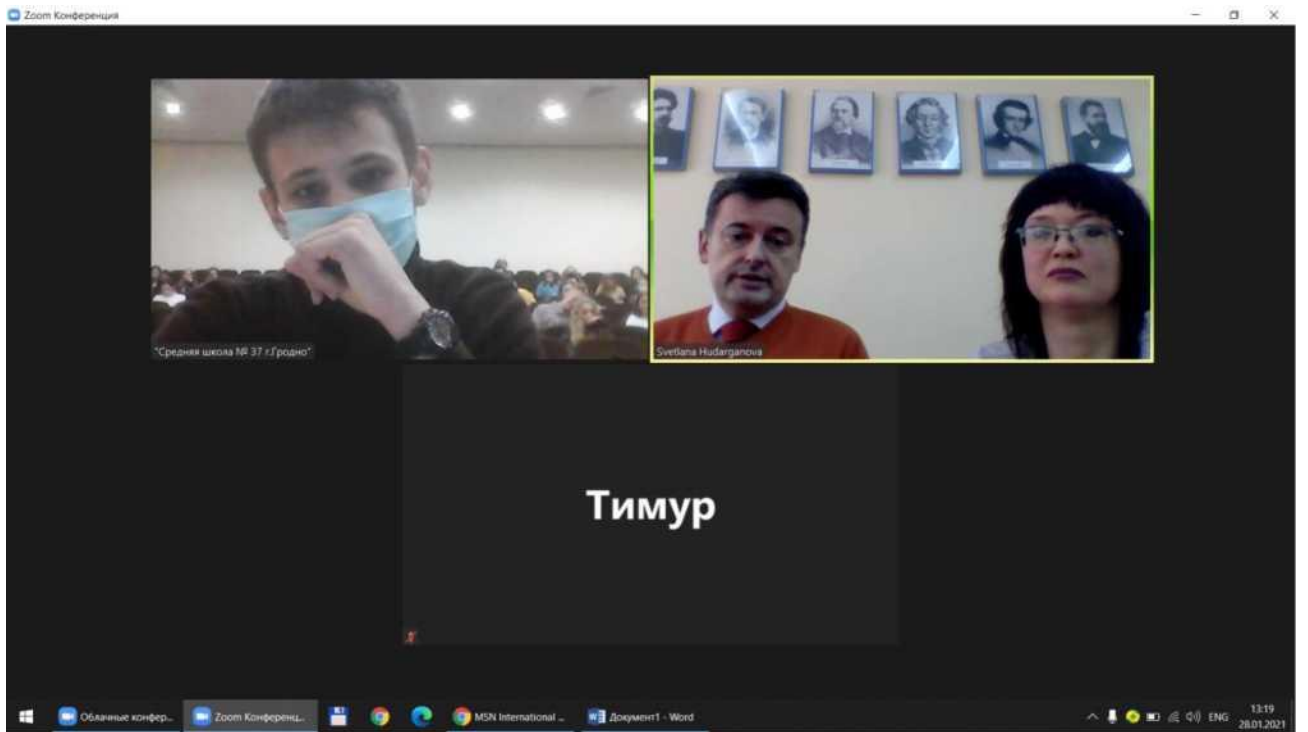 Zoom Конференция
"Средняя школа № 37 г.Гродно"
Svetlana Hudarganova
Тимур
Облачные конфер...
Zoom Конференц...
MSN International ...
Документ1 - Word
ENG
13:19
28.01.2021